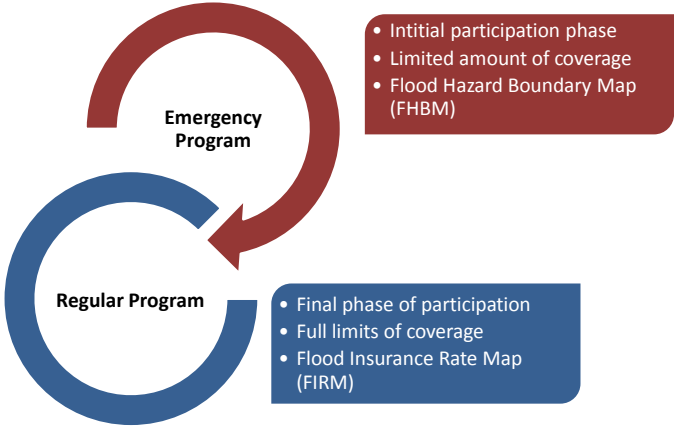 Emergency
Program
• Intitial participation phase
• Limited amount of coverage
• Flood Hazard Boundary Map
(FHBM)
Regular Program
• Final phase of participation
• Full limits of coverage
• Flood Insurance Rate Map
(FIRM)